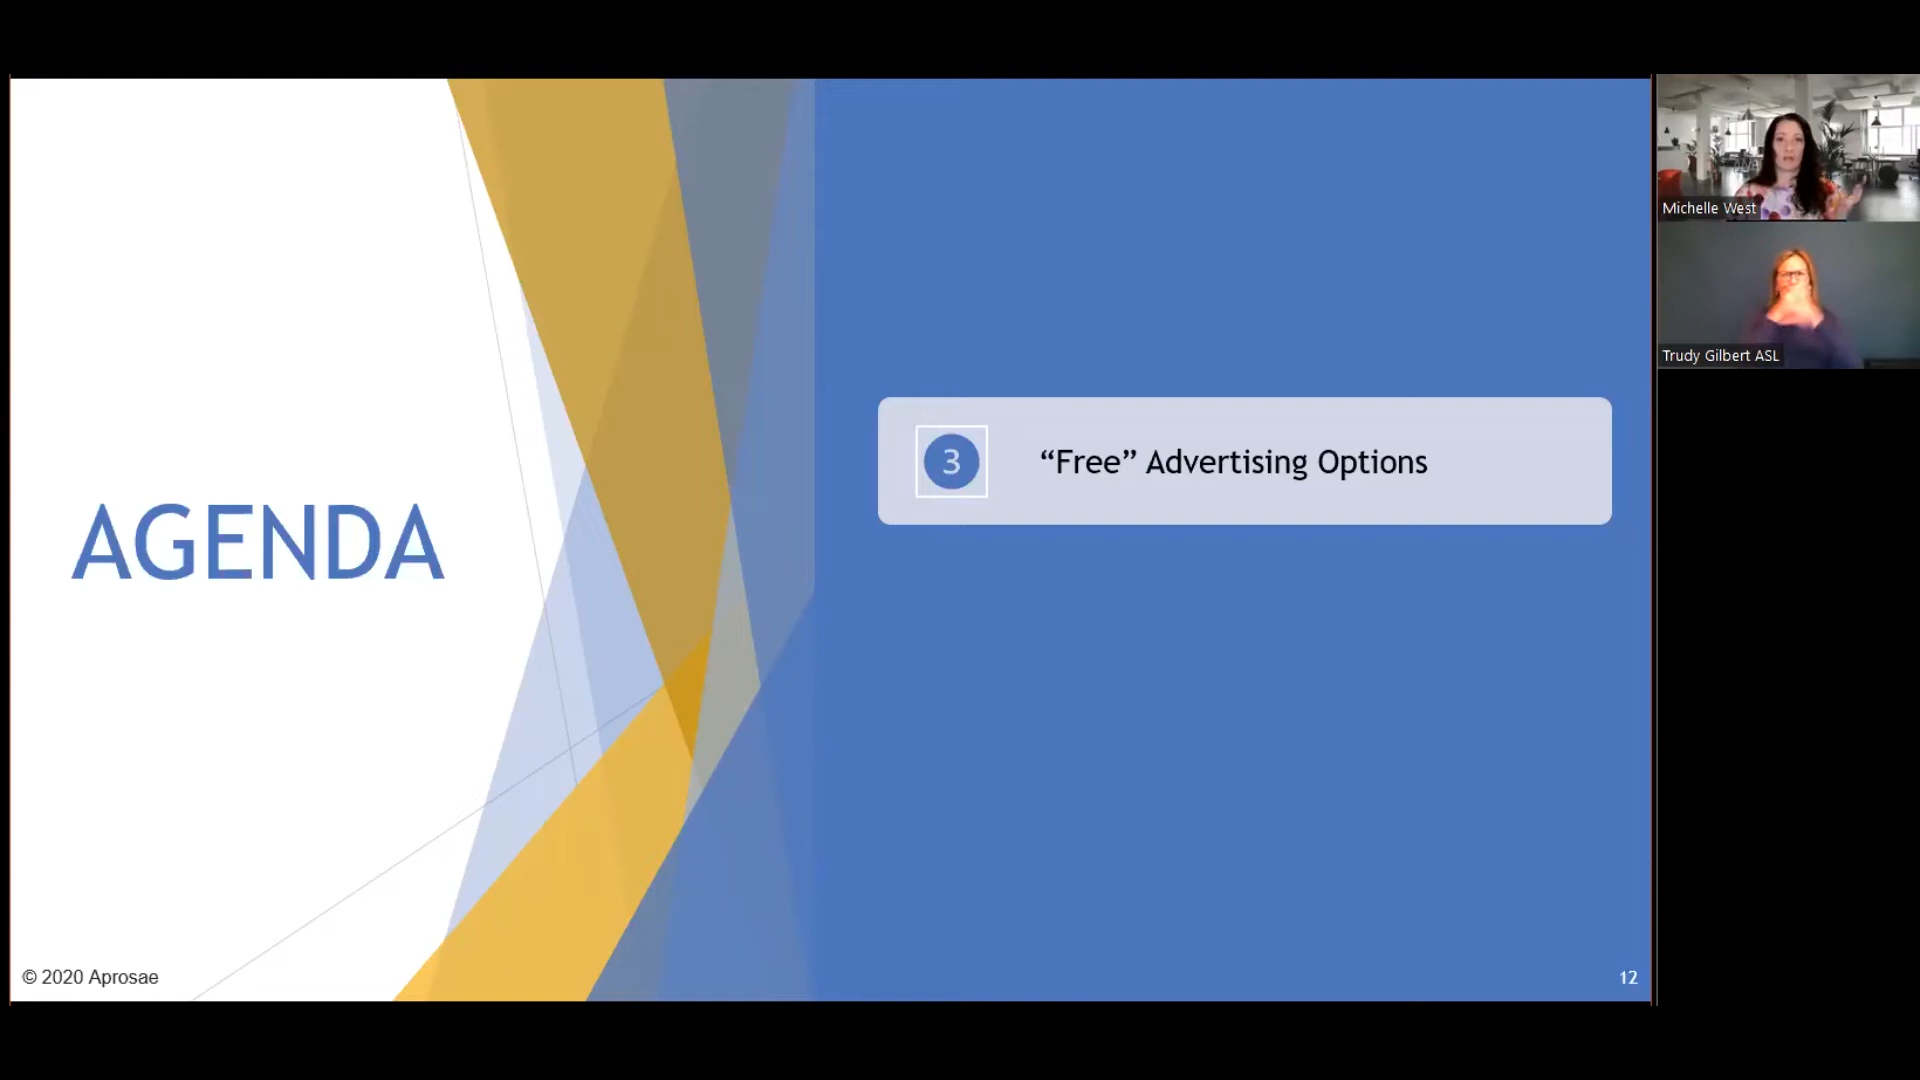 AGENDA
3
“Free” Advertising Options
© 2020 Aprosae
12
Michelle West
Trudy Gilbert ASL